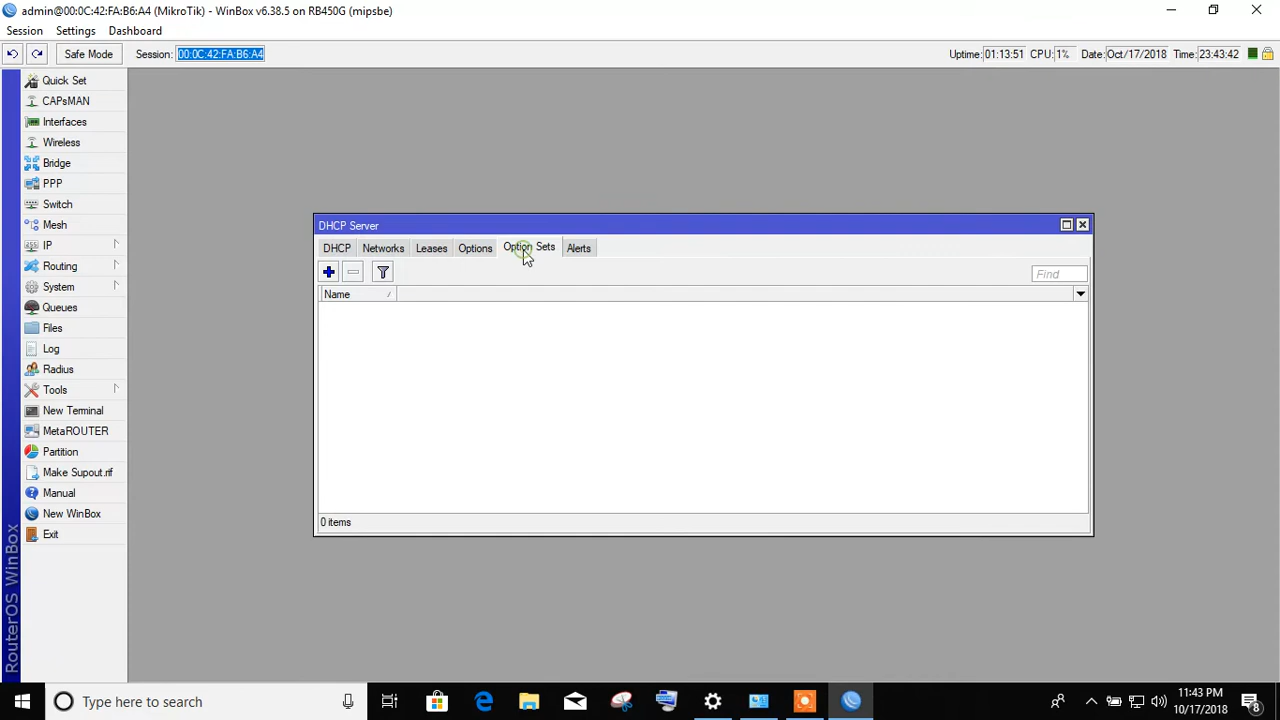 admin@00:0C:42:FA:B6:A4 (MikroTik) - WinBox v6.38.5 on RB450G (mipsbe)
Session Settings Dashboard
Safe Mode Session: 00:0C:42:FA:B6:A4 Uptime: 01:13:51 CPU: 1% Date: Oct/17/2018 Time: 23:43:42
Quick Set
CAPsMAN
Interfaces
Wireless
Bridge
PPP
Switch
Mesh
IP
Routing
System
Queues
Files
Log
Radius
Tools
New Terminal
MetaROUTER
Partition
Make Supout.rif
Manual
New WinBox
Exit
RouterOS WinBox
DHCP Server
DHCP Networks Leases Options Option Sets Alerts
Find
Name
0 items
Type here to search
11:43 PM
10/17/2018
8